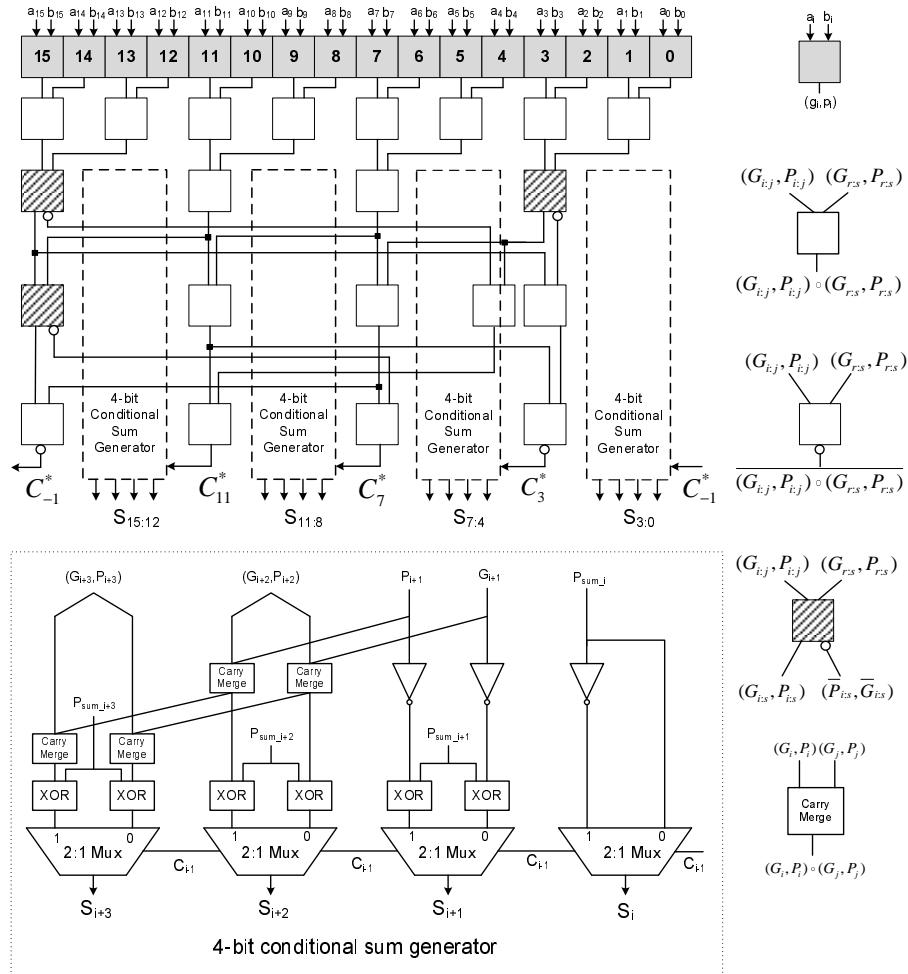 a15 b15 a14 b14 a13 b13 a12 b12 a11 b11 a10 b10 a9 b9 a8 b8 a7 b7 a6 b6 a5 b5 a4 b4 a3 b3 a2 b2 a1 b1 a0 b0
15 14 13 12 11 10 9 8 7 6 5 4 3 2 1 0
4-bit Conditional Sum Generator
4-bit Conditional Sum Generator
4-bit Conditional Sum Generator
4-bit Conditional Sum Generator
C*-1 C*11 C*7 C*3 C*-1
S15:12 S11:8 S7:4 S3:0
ai bi
(gi,pi)
(Gi:j, Pi:j) (Gr:s, Pr:s)
(Gi:j, Pi:j)∘(Gr:s, Pr:s)
(Gi:j, Pi:j) (Gr:s, Pr:s)
(Gi:j, Pi:j)∘(Gr:s, Pr:s)
(Gi:j, Pi:j) (Gr:s, Pr:s)
(Gi:s, Pi:s) (P̅i:s, G̅i:s)
(Gi, Pi)(Gj, Pj)
Carry Merge
(Gi, Pi)∘(Gj, Pj)
(Gi+3,Pi+3) (Gi+2,Pi+2) Pi+1 Gi+1 Psum_i
Carry Merge Carry Merge
Psum_i+3 Psum_i+2 Psum_i+1
Carry Merge Carry Merge
XOR XOR XOR XOR XOR XOR
1 0 1 0 1 0 1 0
2:1 Mux 2:1 Mux 2:1 Mux 2:1 Mux
Ci-1 Ci-1 Ci-1 Ci-1
Si+3 Si+2 Si+1 Si
4-bit conditional sum generator